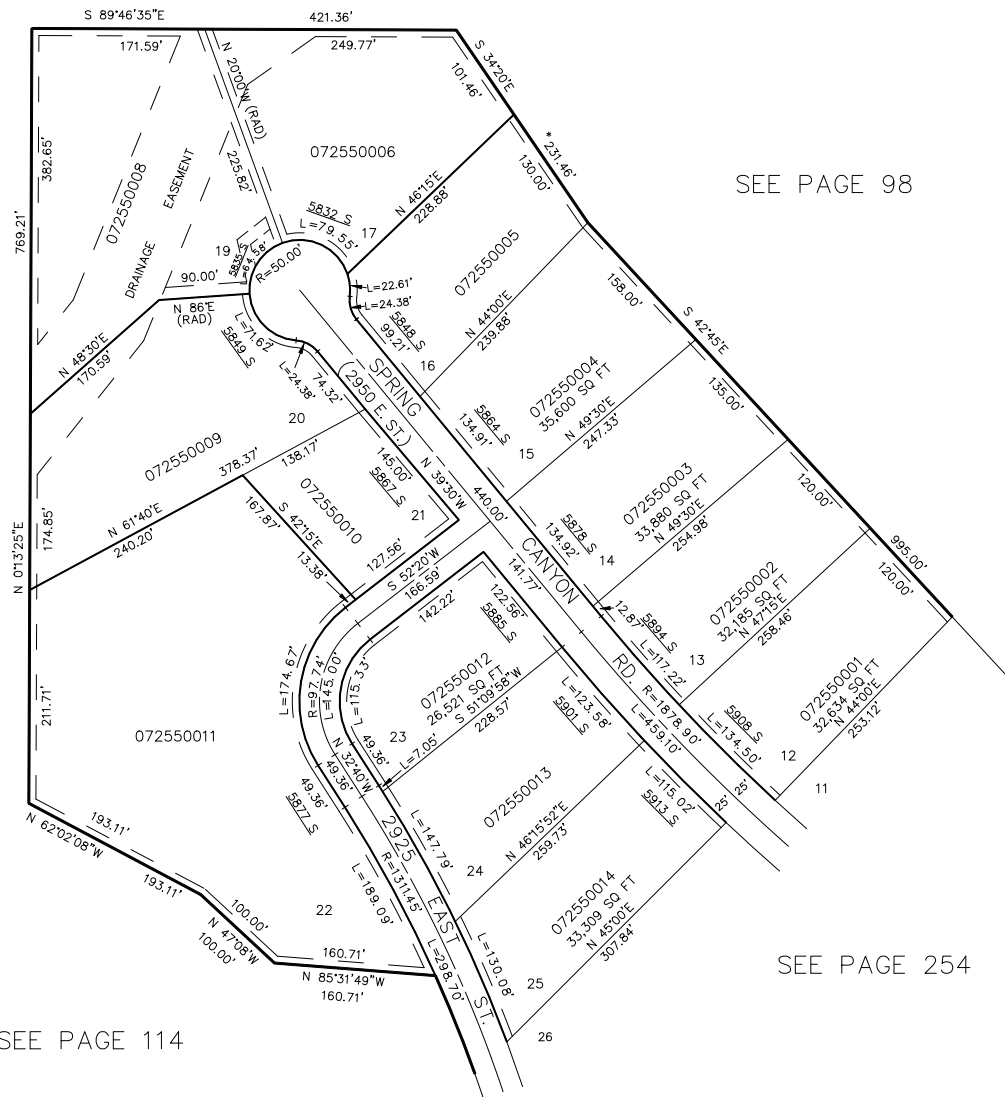 S 89°46'35"E
421.36'
171.59'
249.77'
S 34°20'E
101.46'
N 20°00'W (RAD)
225.82'
* 231.46'
130.00'
382.65'
769.21'
072550008
DRAINAGE
EASEMENT
072550006
SEE PAGE 98
N 46°15'E
228.88'
5832 S
L=79.55'
17
19
5835 S
L=64.58'
R=50.00'
90.00'
N 86°E
(RAD)
L=22.61'
L=24.38'
072550005
N 44°00'E
239.88'
158.00'
S 42°45'E
5848 S
99.21'
16
N 48°30'E
170.59'
L=71.62'
5849 S
L=24.38'
74.32'
SPRING
(2950 E. ST.)
072550004
35,600 SQ FT
N 49°30'E
247.33'
135.00'
5864 S
134.91'
15
20
072550009
378.37'
138.17'
145.00'
5867 S
N 39°30'W
440.00'
21
072550010
N 61°40'E
240.20'
174.85'
N 0°13'25"E
167.87'
S 42°15'E
13.38'
127.56'
S 52°20'W
166.59'
142.22'
072550003
33,880 SQ FT
N 49°30'E
254.98'
120.00'
995.00'
120.00'
5878 S
134.92'
14
CANYON
141.77'
122.56'
5885 S
072550002
32,185 SQ FT
N 47°15'E
258.46'
12.87'
5894 S
L=117.22'
13
RD.
R=1878.90'
L=459.10'
072550001
32,634 SQ FT
N 44°00'E
253.12'
5908 S
L=134.50'
12
11
25'
25'
L=174.67'
R=97.74'
L=145.00'
L=115.33'
072550012
26,521 SQ FT
S 51°09'58"W
228.57'
L=7.05'
23
49.36'
N 32°40'W
49.36'
49.36'
5877 S
L=123.58'
5901 S
211.71'
072550011
072550013
N 46°15'52"E
259.73'
L=115.02'
5913 S
2925
EAST
ST.
L=147.79'
R=1311.45'
L=189.09'
L=298.70'
24
193.11'
N 62°02'08"W
193.11'
22
100.00'
N 47°08'W
100.00'
160.71'
N 85°31'49"W
160.71'
072550014
33,309 SQ FT
N 45°00'E
307.84'
L=130.08'
25
26
SEE PAGE 254
SEE PAGE 114